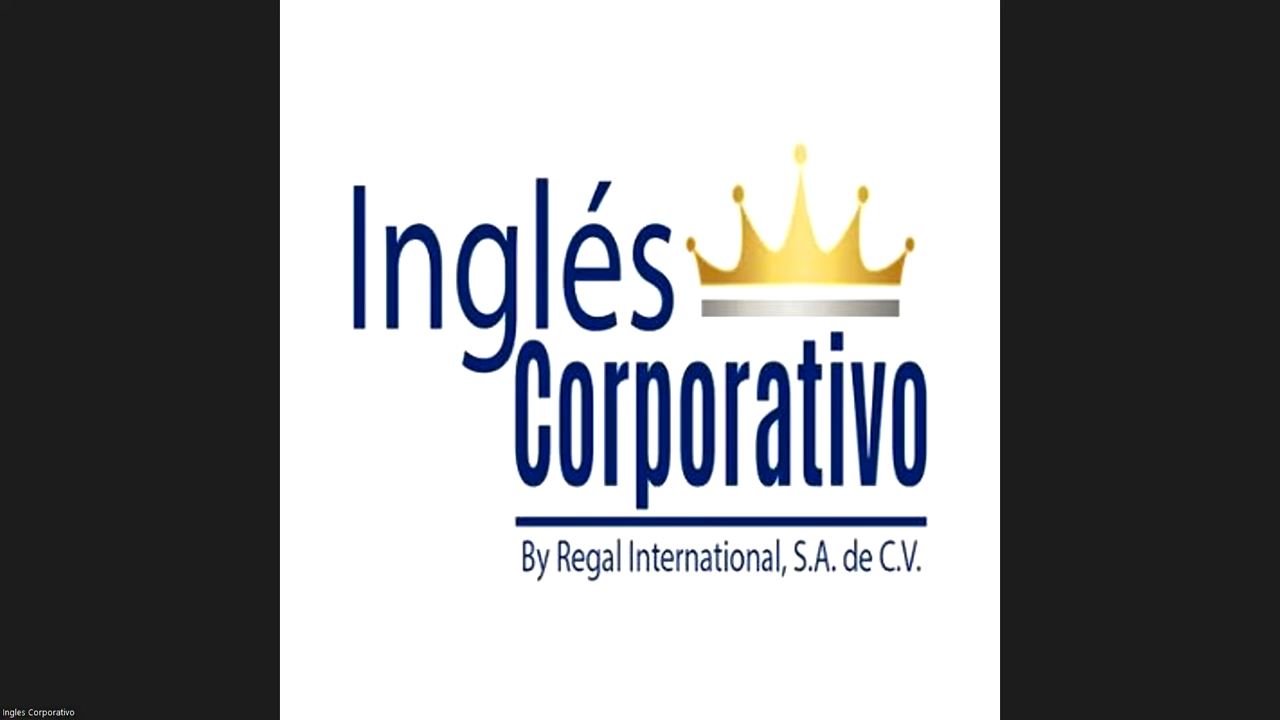 Inglés
Corporativo
By Regal International, S.A. de C.V.
Ingles Corporativo